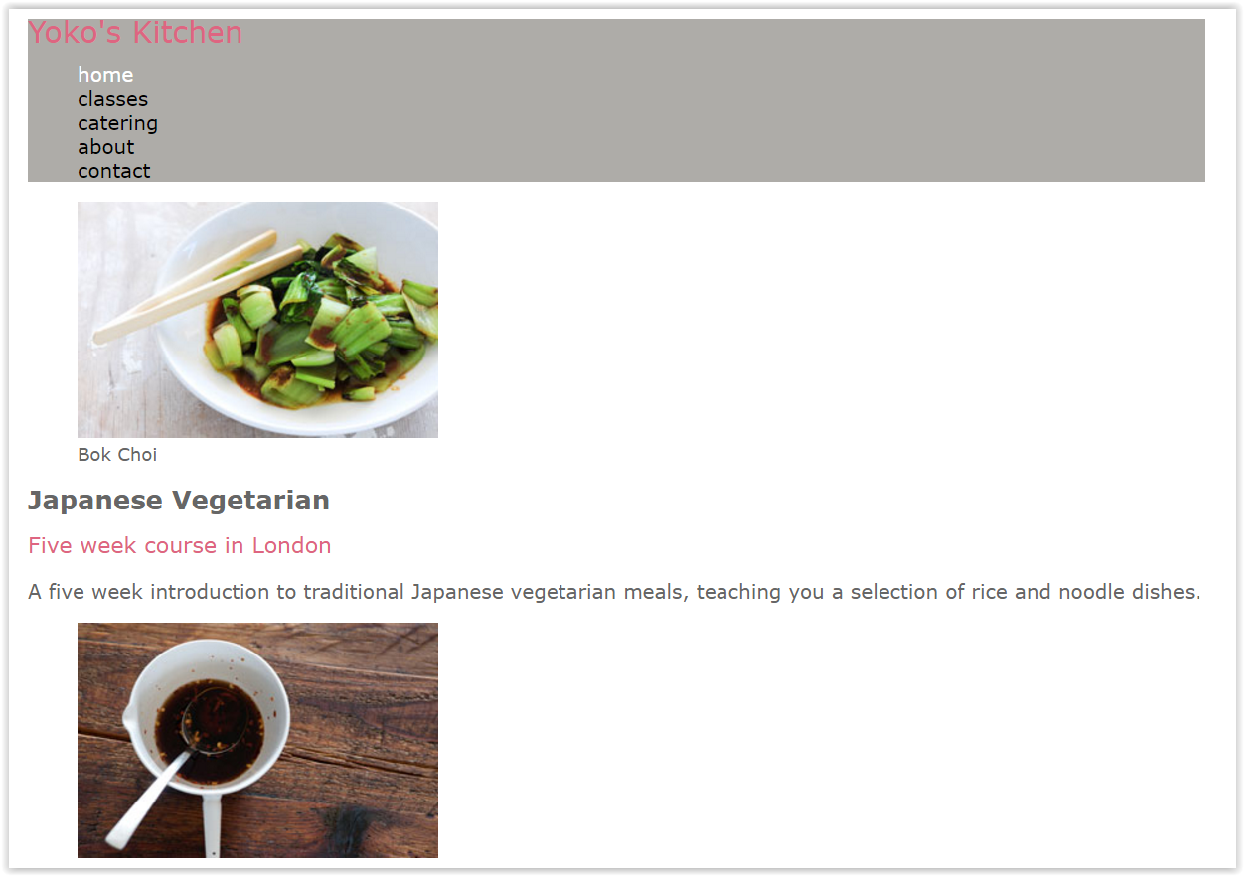 Yoko's Kitchen
home
classes
catering
about
contact
Bok Choi
Japanese Vegetarian
Five week course in London
A five week introduction to traditional Japanese vegetarian meals, teaching you a selection of rice and noodle dishes.